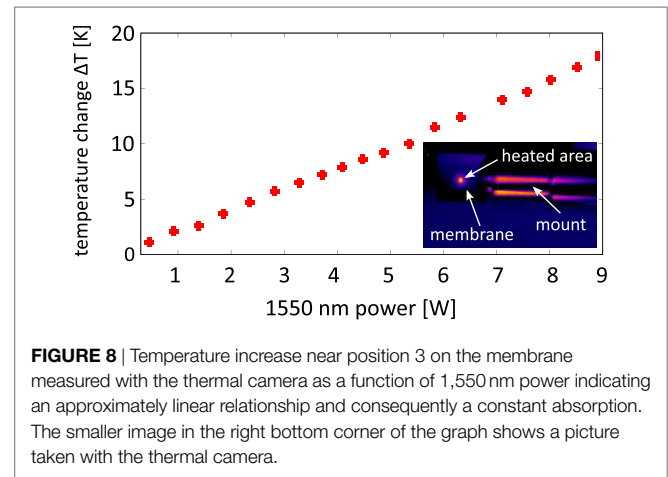 temperature change ΔT [K]
20
15
10
5
0
heated area
membrane
mount
1 2 3 4 5 6 7 8 9
1550 nm power [W]
FIGURE 8 | Temperature increase near position 3 on the membrane
measured with the thermal camera as a function of 1,550 nm power indicating
an approximately linear relationship and consequently a constant absorption.
The smaller image in the right bottom corner of the graph shows a picture
taken with the thermal camera.